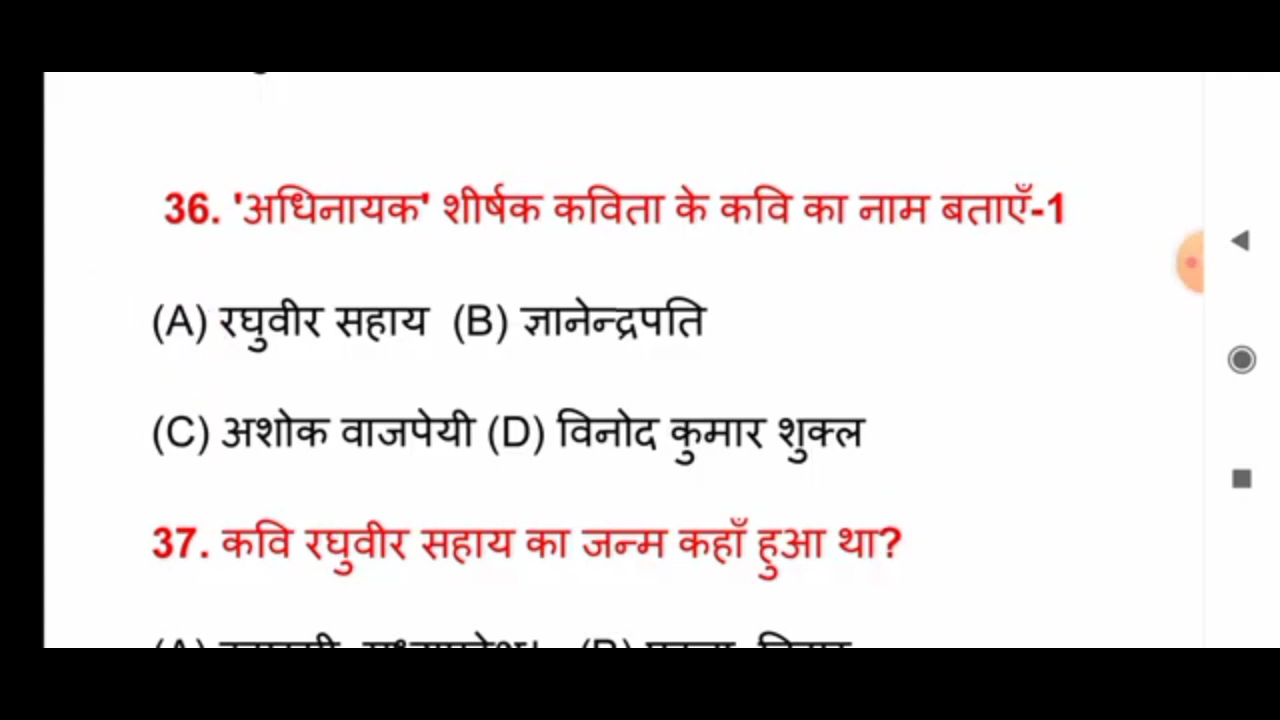 36. 'अधिनायक' शीर्षक कविता के कवि का नाम बताएँ-1
(A) रघुवीर सहाय (B) ज्ञानेन्द्रपति
(C) अशोक वाजपेयी (D) विनोद कुमार शुक्ल
37. कवि रघुवीर सहाय का जन्म कहाँ हुआ था?